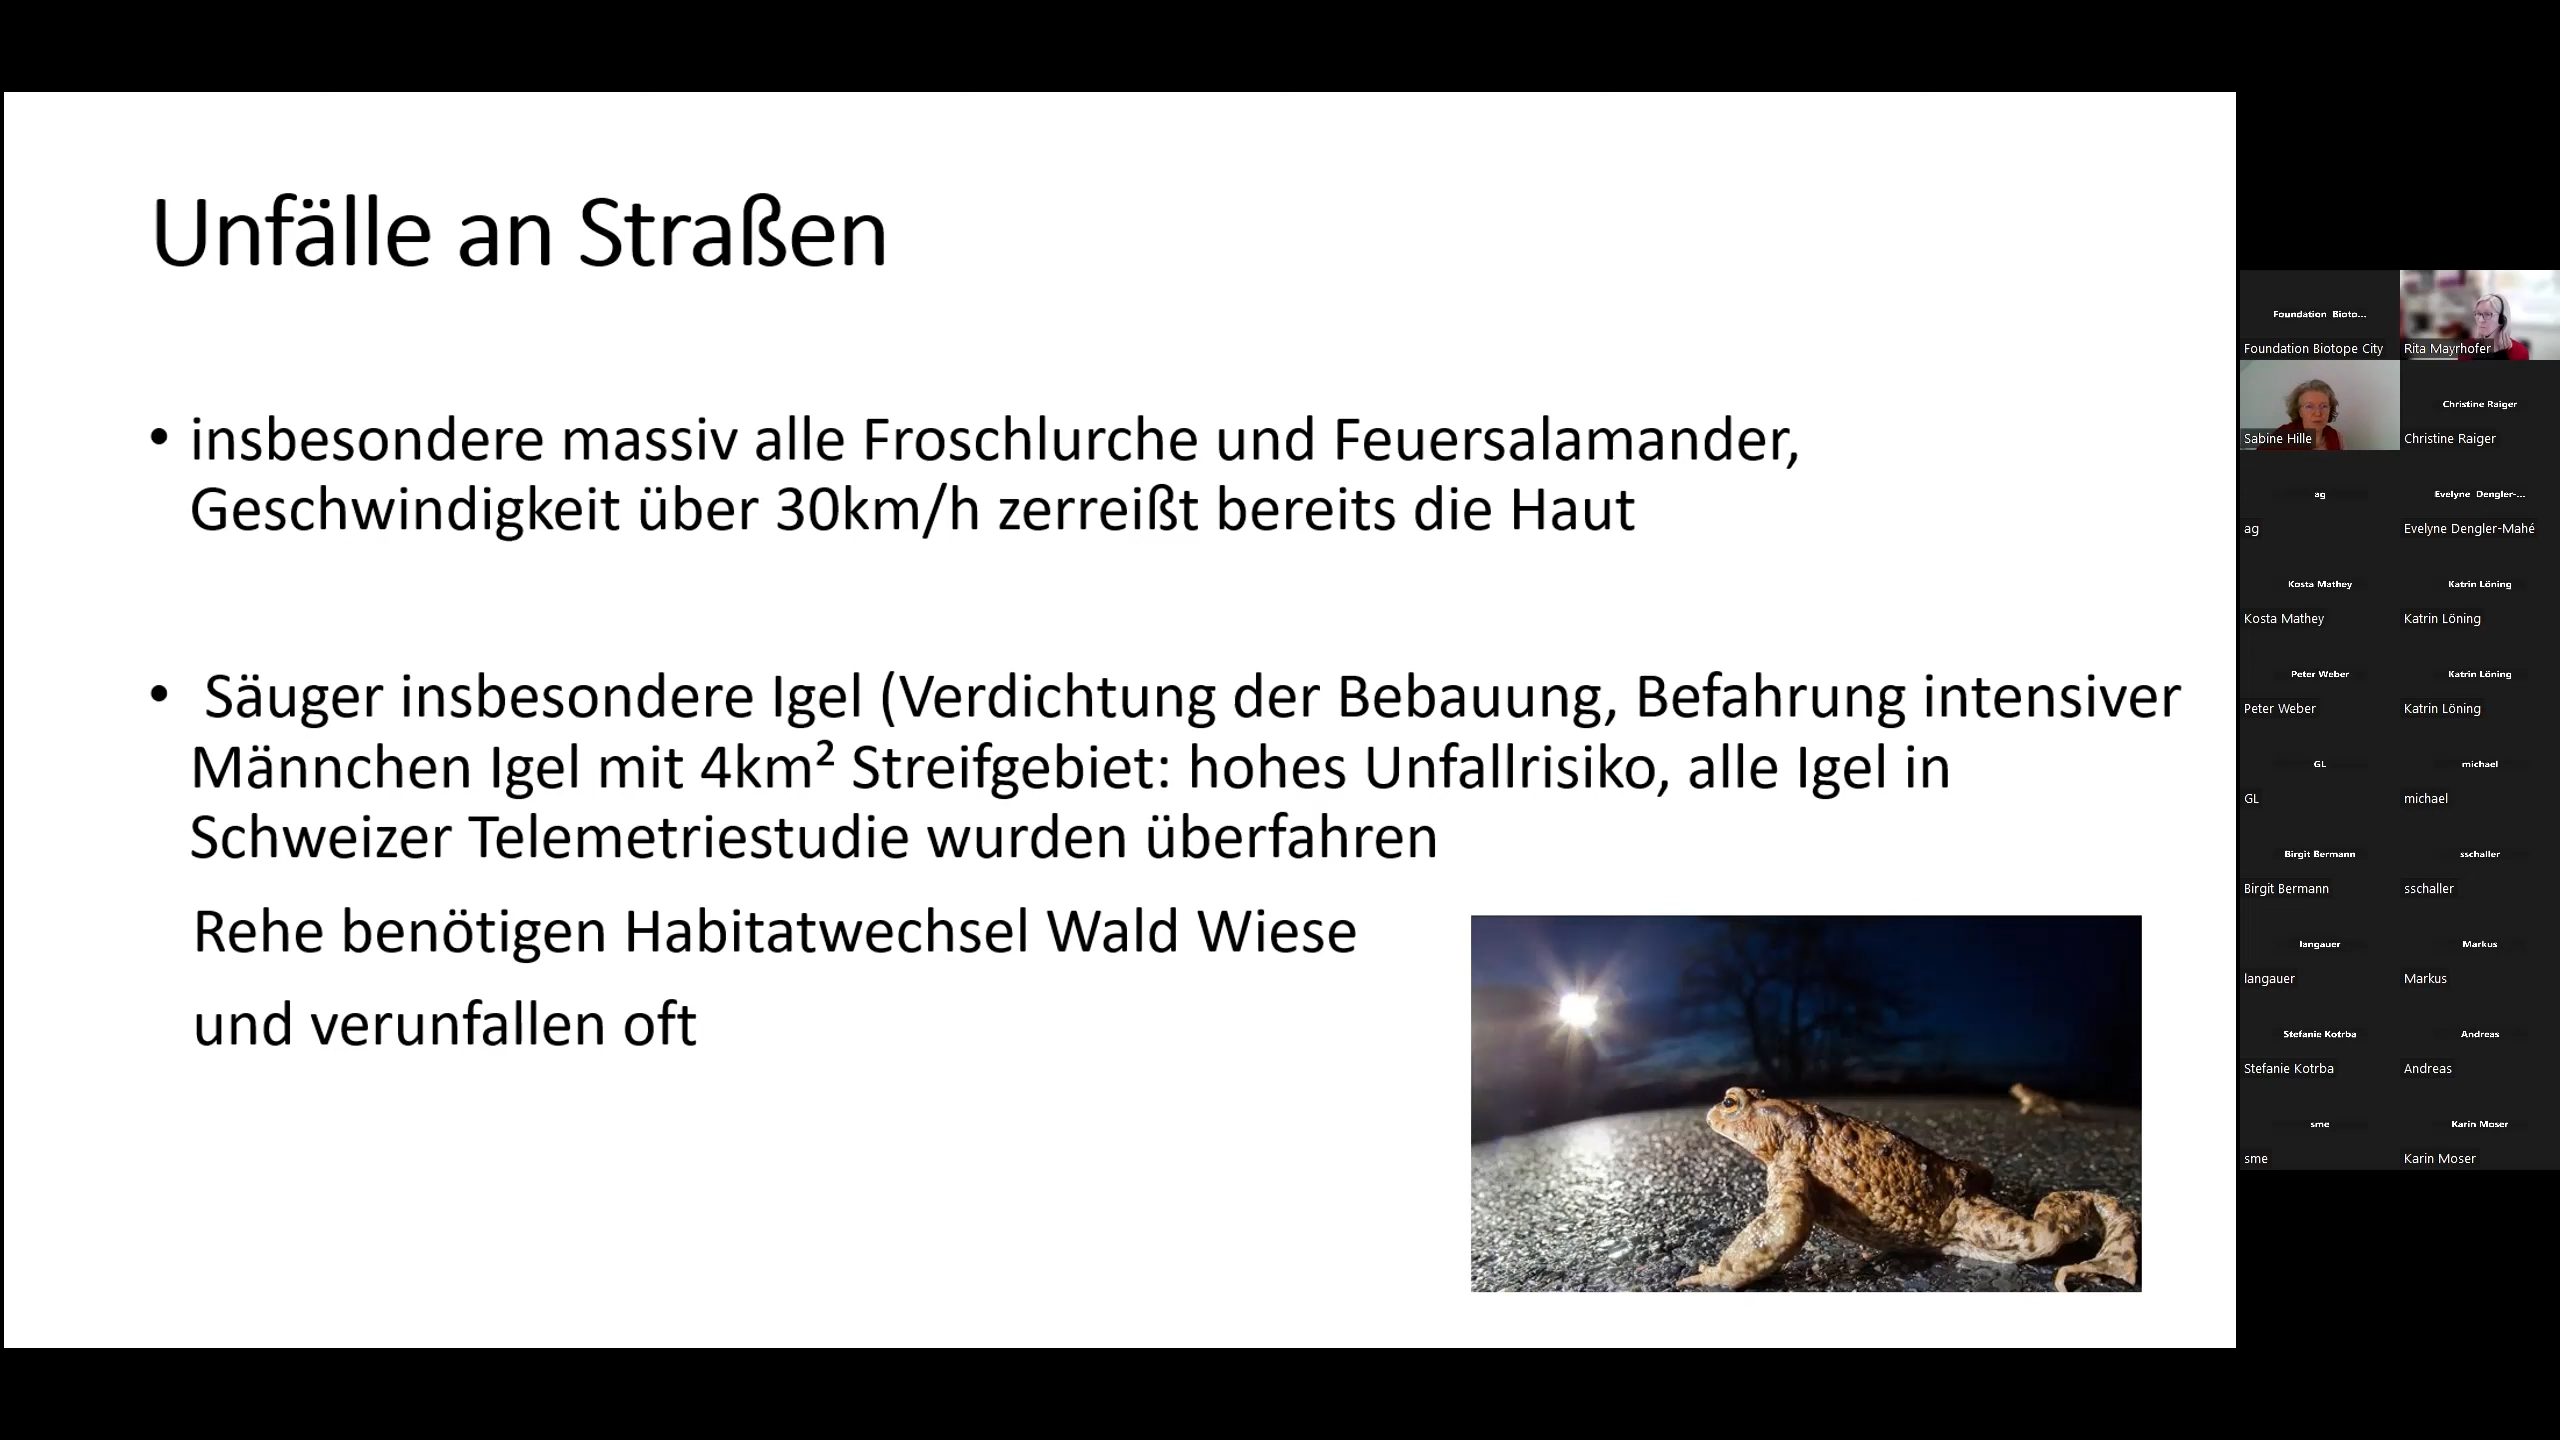 Unfälle an Straßen
• insbesondere massiv alle Froschlurche und Feuersalamander,
Geschwindigkeit über 30km/h zerreißt bereits die Haut
• Säuger insbesondere Igel (Verdichtung der Bebauung, Befahrung intensiver
Männchen Igel mit 4km² Streifgebiet: hohes Unfallrisiko, alle Igel in
Schweizer Telemetriestudie wurden überfahren
Rehe benötigen Habitatwechsel Wald Wiese
und verunfallen oft
Foundation Bioto...
Foundation Biotope City
Rita Mayrhofer
Sabine Hille
Christine Raiger
Christine Raiger
ag
ag
Evelyne Dengler-...
Evelyne Dengler-Mahé
Kosta Mathey
Kosta Mathey
Katrin Löning
Katrin Löning
Peter Weber
Peter Weber
Katrin Löning
Katrin Löning
GL
GL
michael
michael
Birgit Bermann
Birgit Bermann
sschaller
sschaller
langauer
langauer
Markus
Markus
Stefanie Kotrba
Stefanie Kotrba
Andreas
Andreas
sme
sme
Karin Moser
Karin Moser